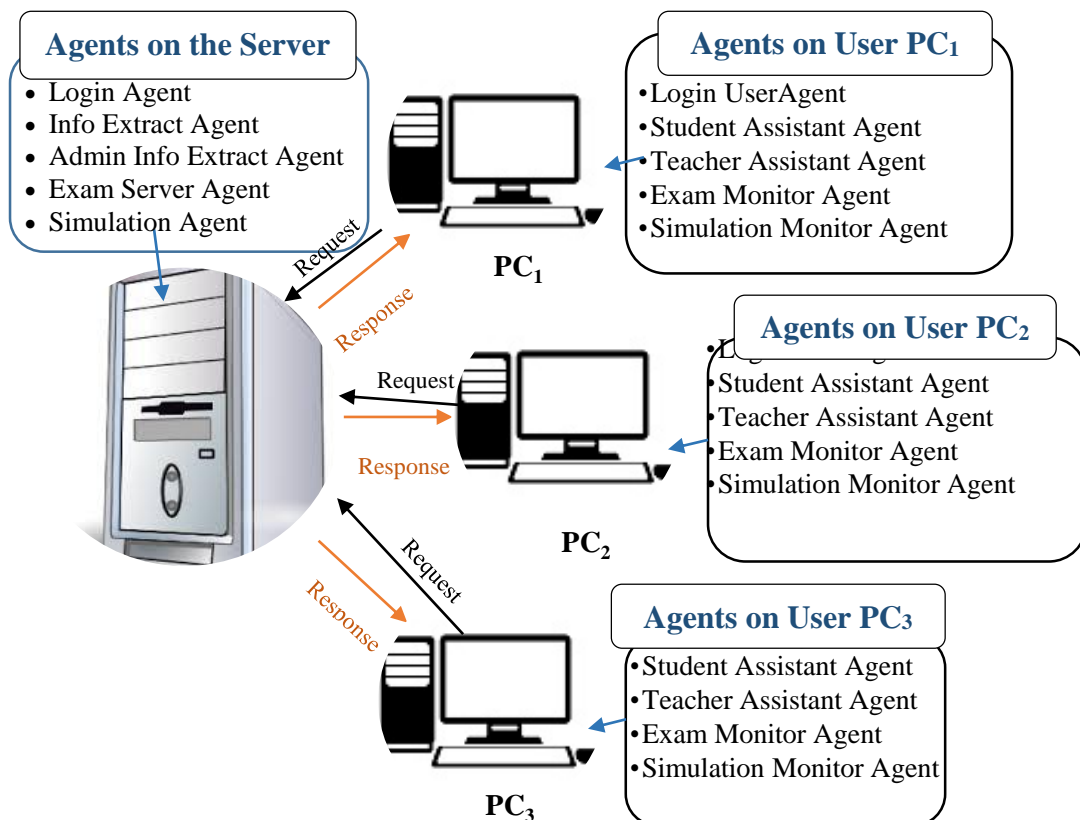 Agents on the Server
• Login Agent
• Info Extract Agent
• Admin Info Extract Agent
• Exam Server Agent
• Simulation Agent
Agents on User PC₁
•Login UserAgent
•Student Assistant Agent
•Teacher Assistant Agent
•Exam Monitor Agent
•Simulation Monitor Agent
Request
Response
PC₁
Agents on User PC₂
•Student Assistant Agent
•Teacher Assistant Agent
•Exam Monitor Agent
•Simulation Monitor Agent
Request
Response
PC₂
Request
Response
PC₃
Agents on User PC₃
•Student Assistant Agent
•Teacher Assistant Agent
•Exam Monitor Agent
•Simulation Monitor Agent